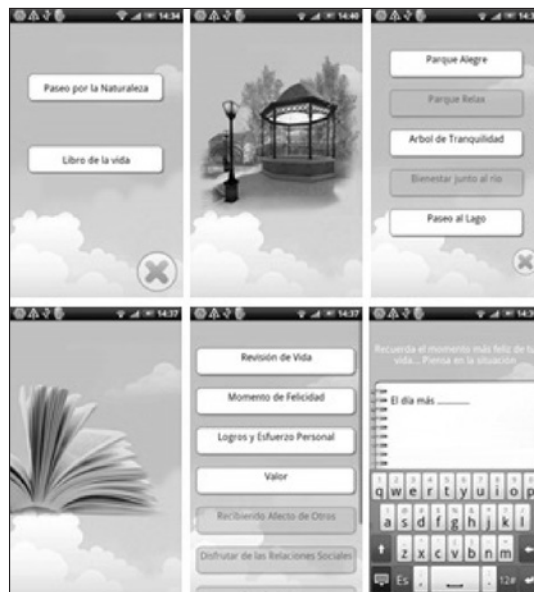 14:34
Paseo por la Naturaleza
Libro de la vida
14:40
14:3
Parque Alegre
Parque Relax
Arbol de Tranquilidad
Bienestar junto al río
Paseo al Lago
14:37
14:37
Revisión de Vida
Momento de Felicidad
Logros y Esfuerzo Personal
Valor
Recibiendo Afecto de Otros
Disfrutar de las Relaciones Sociales
14:3
Recuerda el momento más feliz de tu
vida... Piensa en la situación
El día más ..........
q w e r t y u i o p
a s d f g h j k l
z x c v b n m
Es 12#